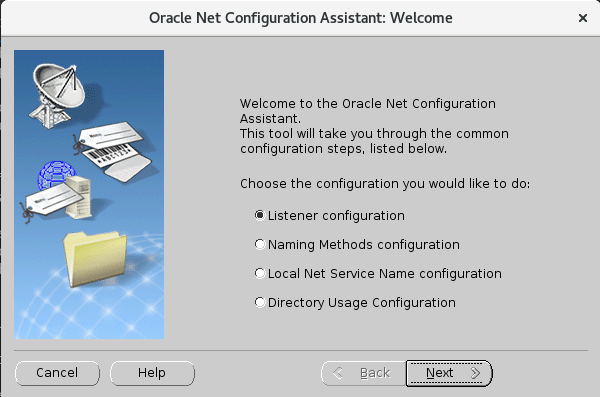 Oracle Net Configuration Assistant: Welcome
Welcome to the Oracle Net Configuration
Assistant.
This tool will take you through the common
configuration steps, listed below.
Choose the configuration you would like to do:
Listener configuration
Naming Methods configuration
Local Net Service Name configuration
Directory Usage Configuration
Cancel
Help
Back
Next